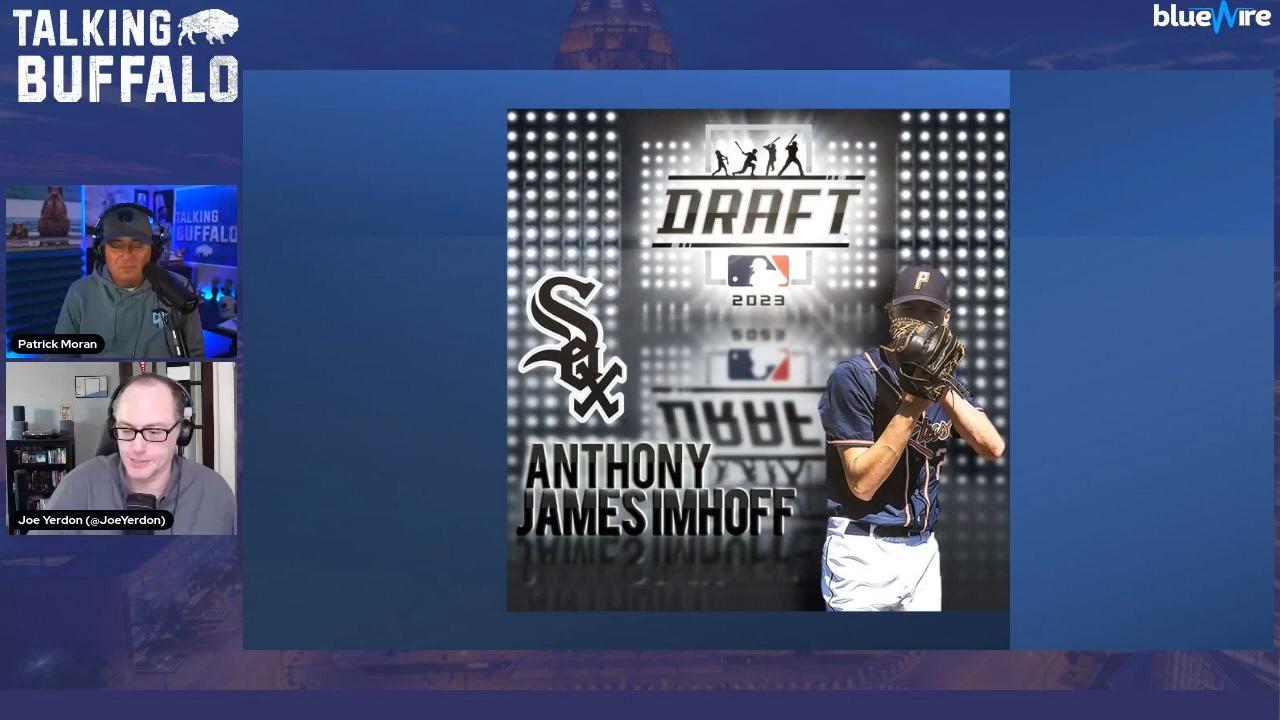 TALKING
BUFFALO
blueWire
TALKING
BUFFALO
Patrick Moran
Joe Yerdon (@JoeYerdon)
DRAFT
2023
Sox
P
ANTHONY
JAMES IMHOFF